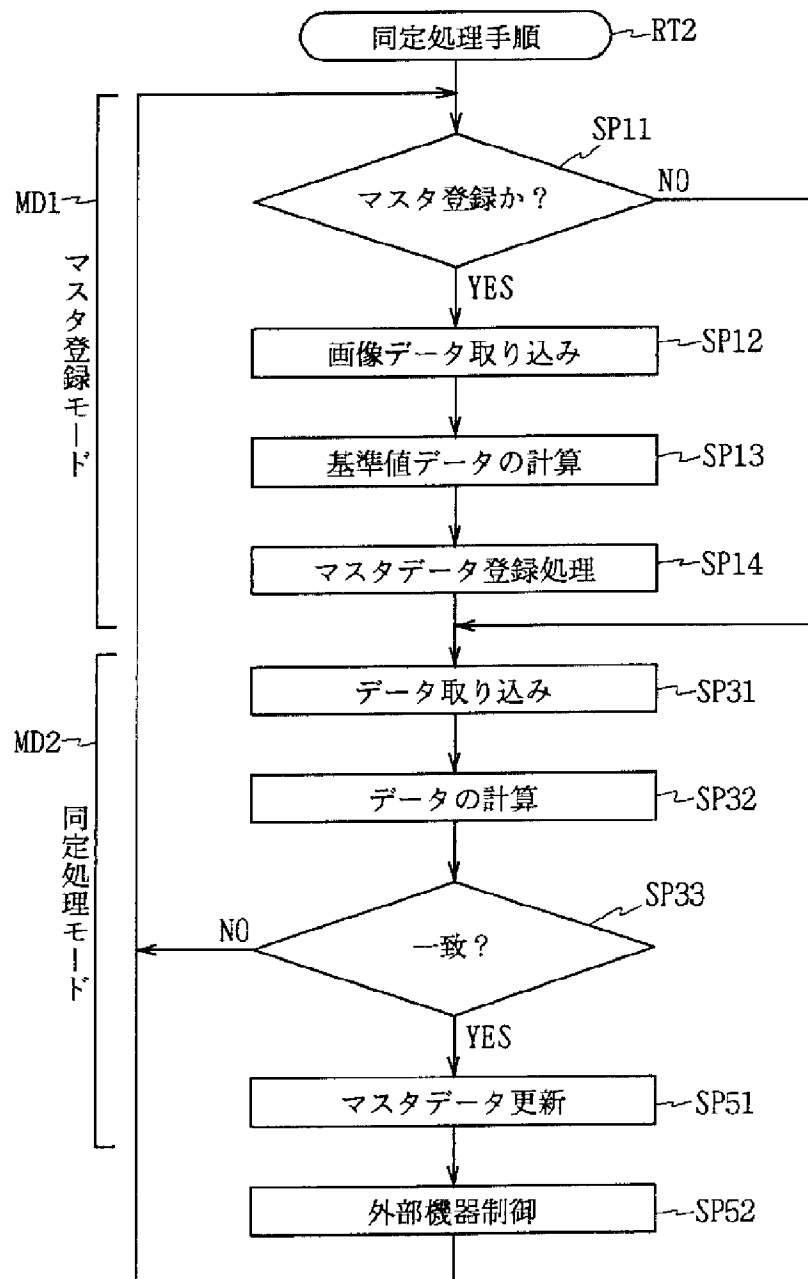 同定処理手順
RT2
SP11
マスタ登録か?
NO
YES
MD1
マスタ登録モード
画像データ取り込み
SP12
基準値データの計算
SP13
マスタデータ登録処理
SP14
データ取り込み
SP31
MD2
同定処理モード
データの計算
SP32
SP33
一致?
NO
YES
マスタデータ更新
SP51
外部機器制御
SP52